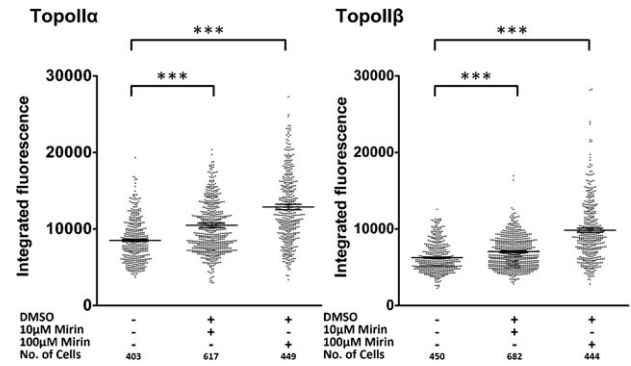 TopoIIα
TopoIIβ
***
***
***
***
Integrated fluorescence
30000
20000
10000
0
Integrated fluorescence
30000
20000
10000
0
DMSO - + +
10µM Mirin - + -
100µM Mirin - - +
No. of Cells 403 617 449
DMSO - + +
10µM Mirin - + -
100µM Mirin - - +
No. of Cells 450 682 444